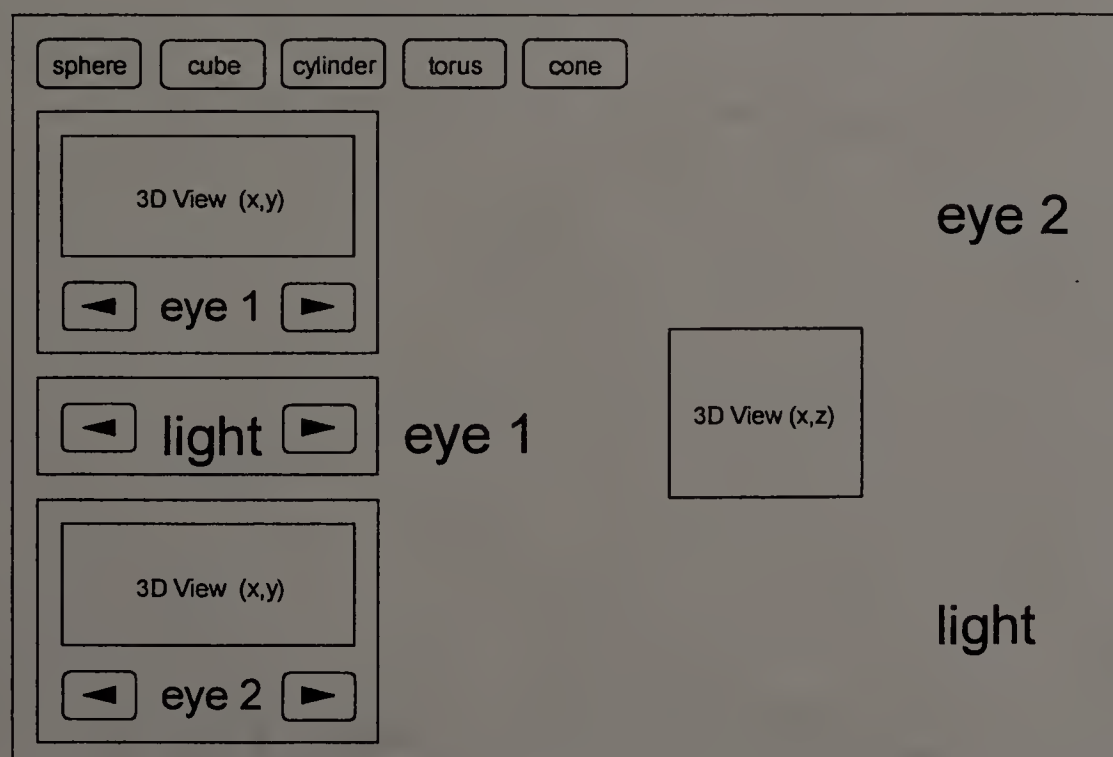 sphere cube cylinder torus cone
3D View (x,y)
eye 1
light
3D View (x,y)
eye 2
eye 2
eye 1
3D View (x,z)
light